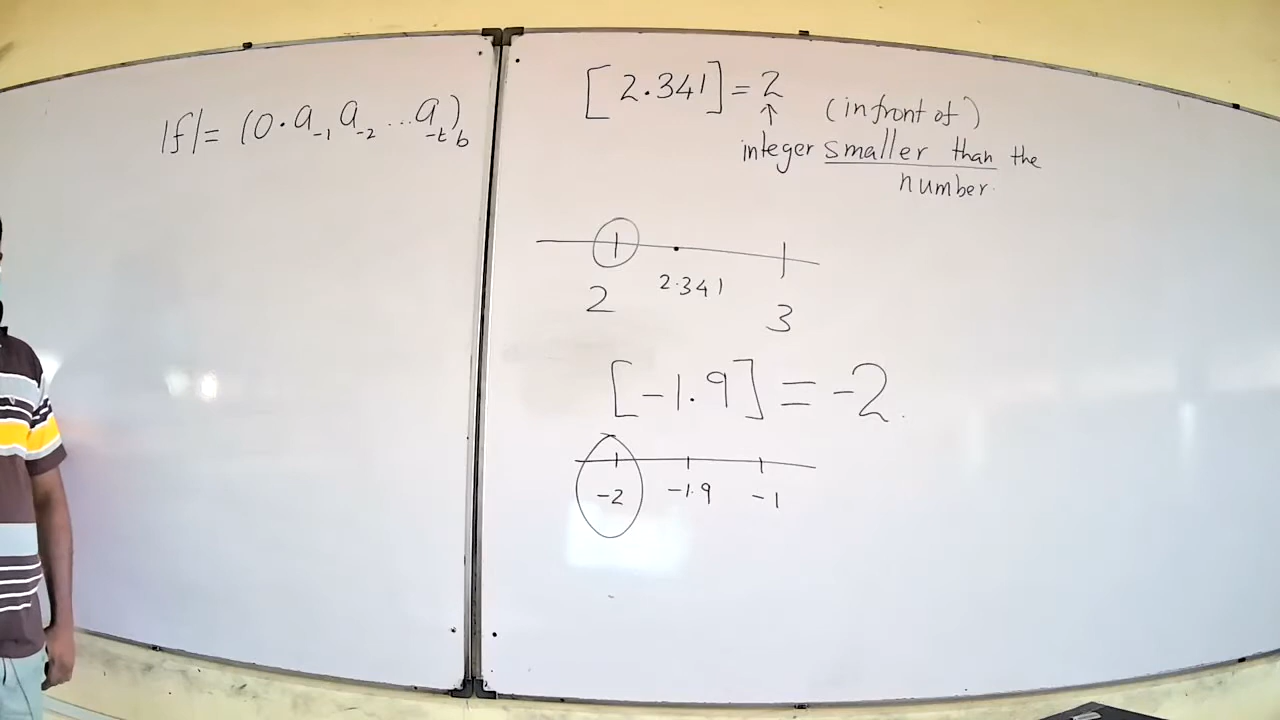 |f| = (0.a₋₁ a₋₂ ... a₋ₜ)b
[2.341] = 2
↑ (in front of)
integer smaller than the
number.
2 2.341 3
[-1.9] = -2.
-2 -1.9 -1